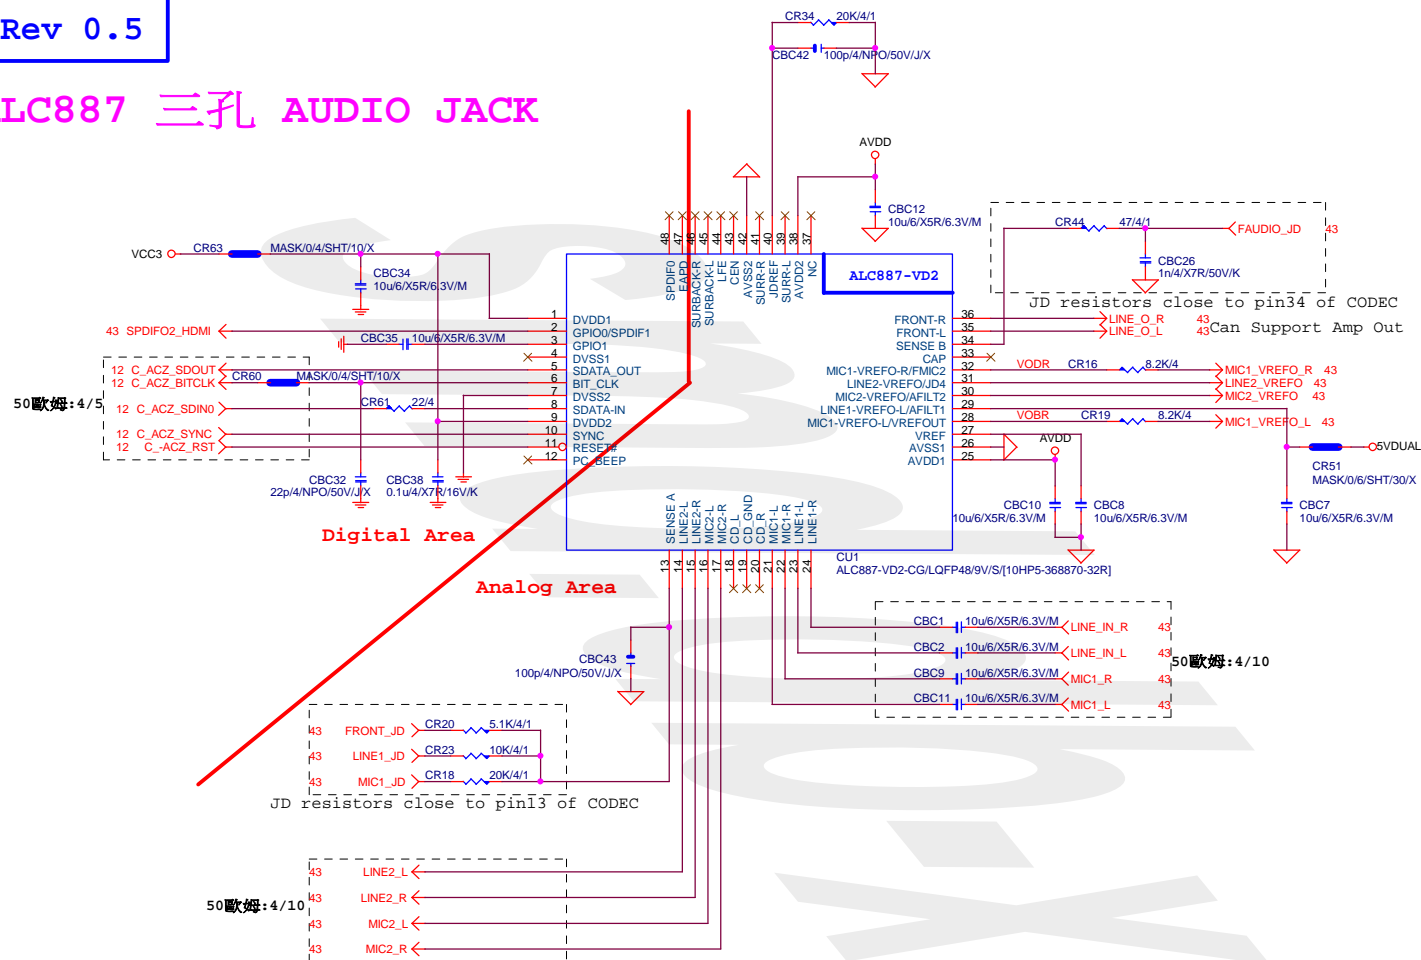 Rev 0.5
LC887 三孔 AUDIO JACK
CR34 20K/4/1
CBC42 100p/4/NPO/50V/J/X
AVDD
CBC12
10u/6/X5R/6.3V/M
CR44 47/4/1
FAUDIO_JD 43
CBC26
1n/4/X7R/50V/K
JD resistors close to pin34 of CODEC
VCC3 CR63 MASK/0/4/SHT/10/X
CBC34
10u/6/X5R/6.3V/M
48 47 46 45 44 43 42 41 40 39 38 37
SPDIFO
EAPD
SURBACK-R
SURBACK-L
LFE
CEN
AVSS2
SURR-R
JDREF
SURR-L
AVDD2
NC
ALC887-VD2
43 SPDIFO2_HDMI
CBC35 10u/6/X5R/6.3V/M
12 C_ACZ_SDOUT
12 C_ACZ_BITCLK CR60 MASK/0/4/SHT/10/X
50歐姆:4/5
12 C_ACZ_SDIN0 CR61 22/4
12 C_ACZ_SYNC
12 C_-ACZ_RST
CBC32
22p/4/NPO/50V/J/X
CBC38
0.1u/4/X7R/16V/K
1 DVDD1
2 GPIO0/SPDIF1
3 GPIO1
4 DVSS1
5 SDATA_OUT
6 BIT_CLK
7 DVSS2
8 SDATA-IN
9 DVDD2
10 SYNC
11 RESET#
12 PC_BEEP
FRONT-R 36
FRONT-L 35
SENSE B 34
CAP 33
MIC1-VREFO-R/FMIC2 32
LINE2-VREFO/JD4 31
MIC2-VREFO/AFILT2 30
LINE1-VREFO-L/AFILT1 29
MIC1-VREFO-L/VREFOUT 28
VREF 27
AVSS1 26
AVDD1 25
LINE_O_R 43
LINE_O_L 43
Can Support Amp Out
VODR CR16 8.2K/4 MIC1_VREFO_R 43
LINE2_VREFO 43
MIC2_VREFO 43
VOBR CR19 8.2K/4 MIC1_VREFO_L 43
AVDD
5VDUAL
CR51
MASK/0/6/SHT/30/X
CBC10
10u/6/X5R/6.3V/M
CBC8
10u/6/X5R/6.3V/M
CBC7
10u/6/X5R/6.3V/M
Digital Area
Analog Area
SENSE A
LINE2-L
LINE2-R
MIC2-L
MIC2-R
CD_L
CD_GND
CD_R
MIC1-L
MIC1-R
LINE1-L
LINE1-R
13 14 15 16 17 18 19 20 21 22 23 24
CU1
ALC887-VD2-CG/LQFP48/9V/S/[10HP5-368870-32R]
CBC43
100p/4/NPO/50V/J/X
CBC1 10u/6/X5R/6.3V/M LINE_IN_R 43
CBC2 10u/6/X5R/6.3V/M LINE_IN_L 43
CBC9 10u/6/X5R/6.3V/M MIC1_R 43
CBC11 10u/6/X5R/6.3V/M MIC1_L 43
50歐姆:4/10
43 FRONT_JD CR20 5.1K/4/1
43 LINE1_JD CR23 10K/4/1
43 MIC1_JD CR18 20K/4/1
JD resistors close to pin13 of CODEC
50歐姆:4/10
43 LINE2_L
43 LINE2_R
43 MIC2_L
43 MIC2_R